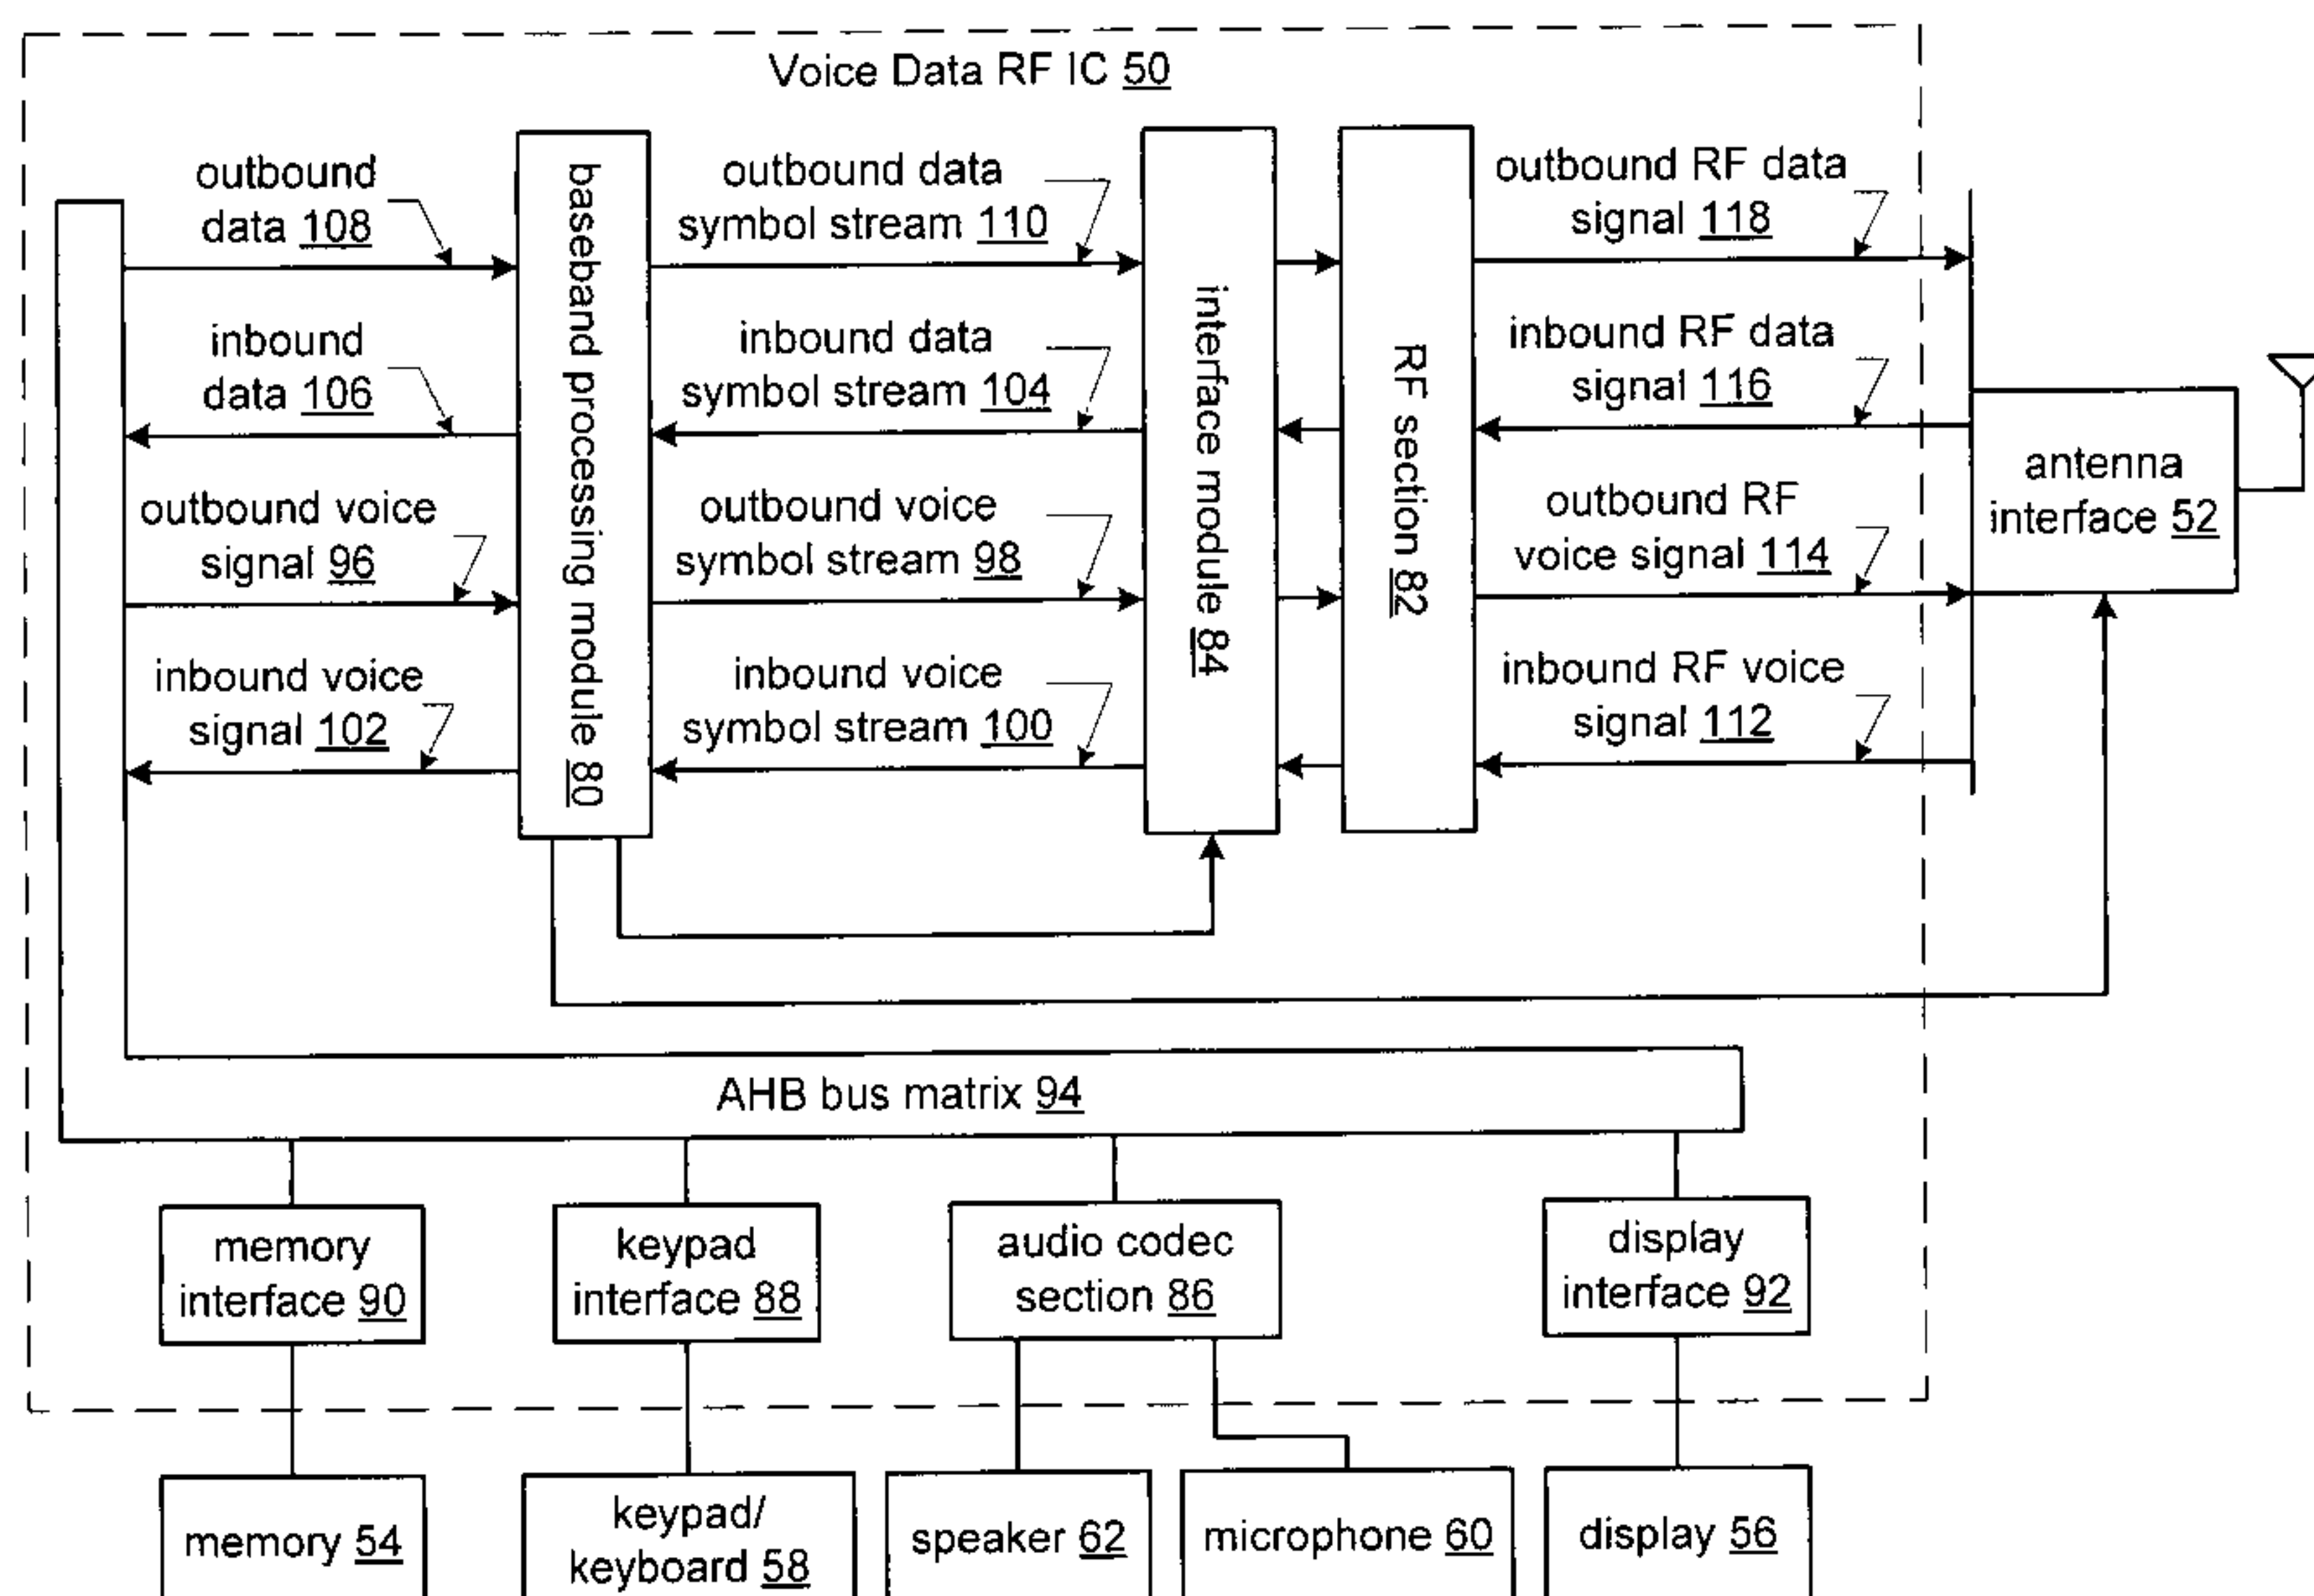 Voice Data RF IC 50
outbound
data 108
inbound
data 106
outbound voice
signal 96
inbound voice
signal 102
baseband processing module 80
outbound data
symbol stream 110
inbound data
symbol stream 104
outbound voice
symbol stream 98
inbound voice
symbol stream 100
interface module 84
RF section 82
outbound RF data
signal 118
inbound RF data
signal 116
outbound RF
voice signal 114
inbound RF voice
signal 112
antenna
interface 52
AHB bus matrix 94
memory
interface 90
keypad
interface 88
audio codec
section 86
display
interface 92
memory 54
keypad/
keyboard 58
speaker 62
microphone 60
display 56